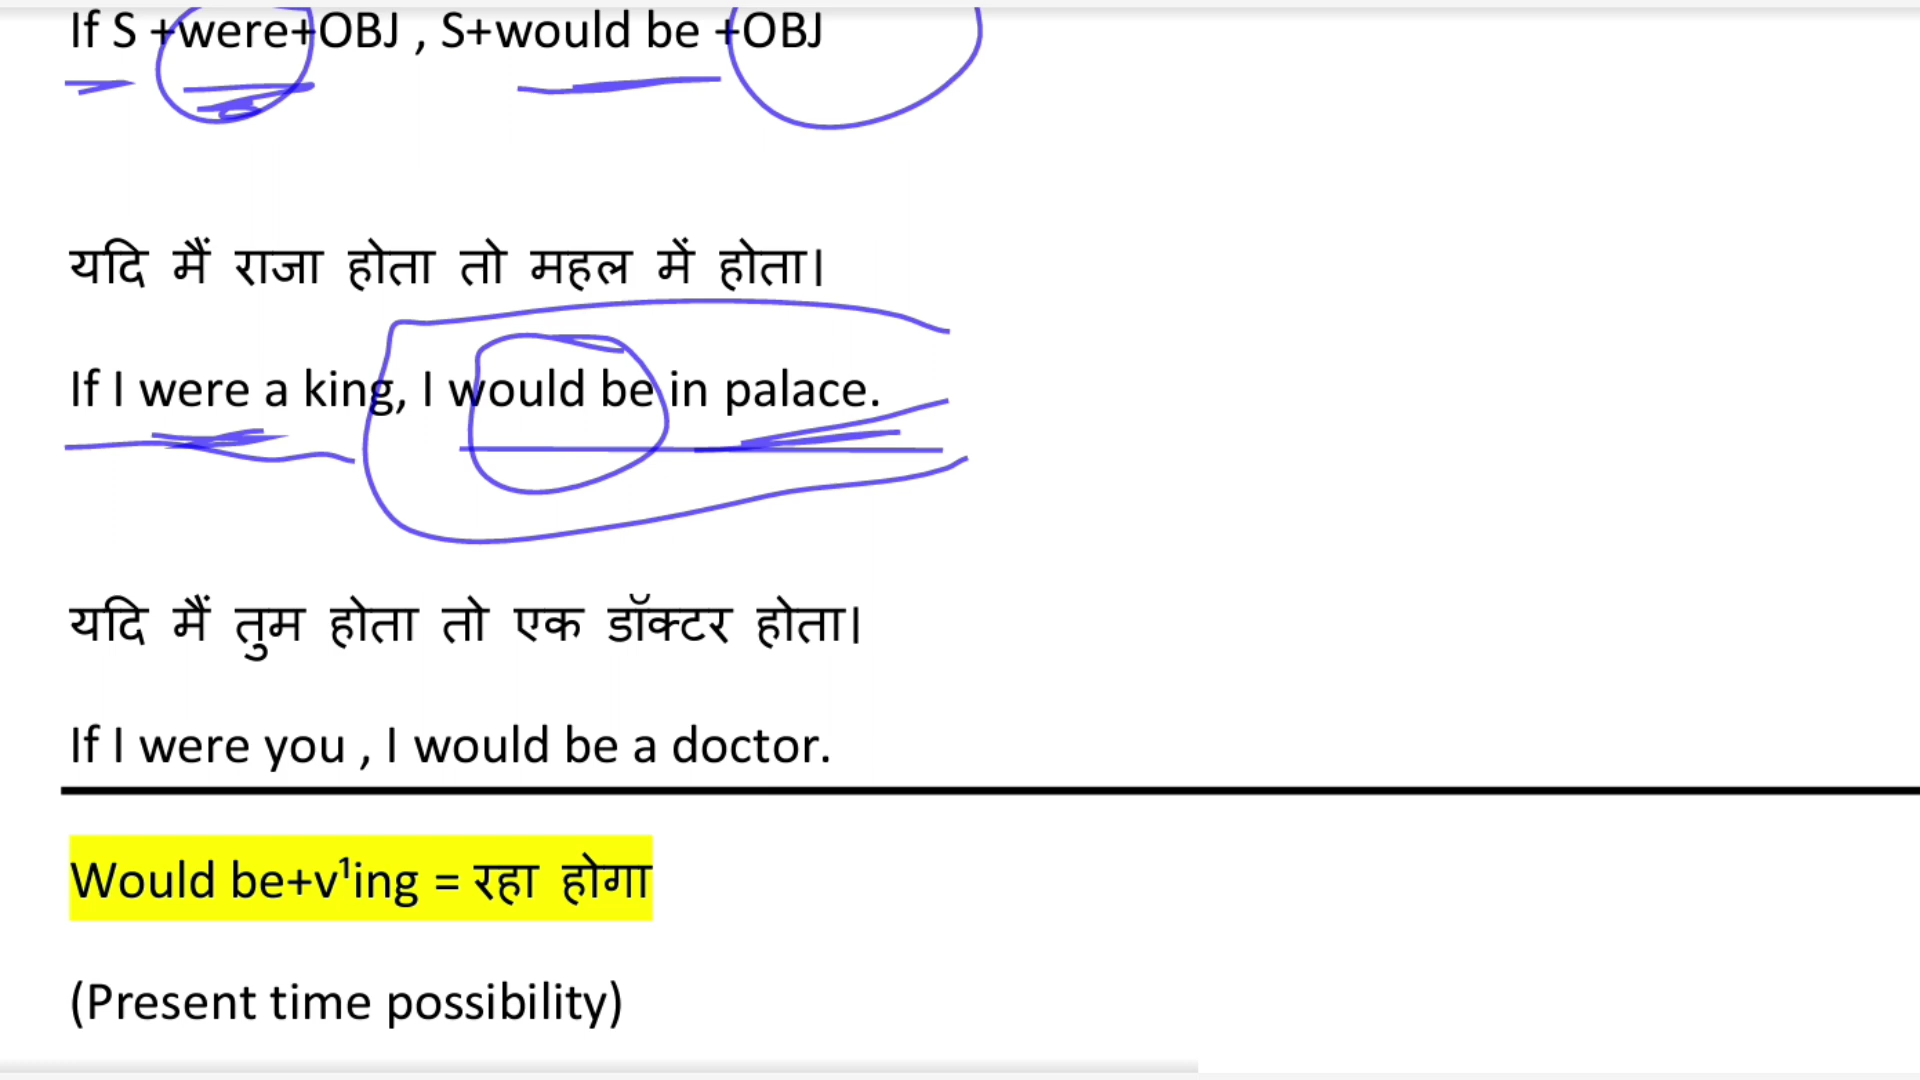 If S +were+OBJ , S+would be +OBJ
यदि मैं राजा होता तो महल में होता।
If I were a king, I would be in palace.
यदि मैं तुम होता तो एक डॉक्टर होता।
If I were you , I would be a doctor.
Would be+v¹ing = रहा होगा
(Present time possibility)